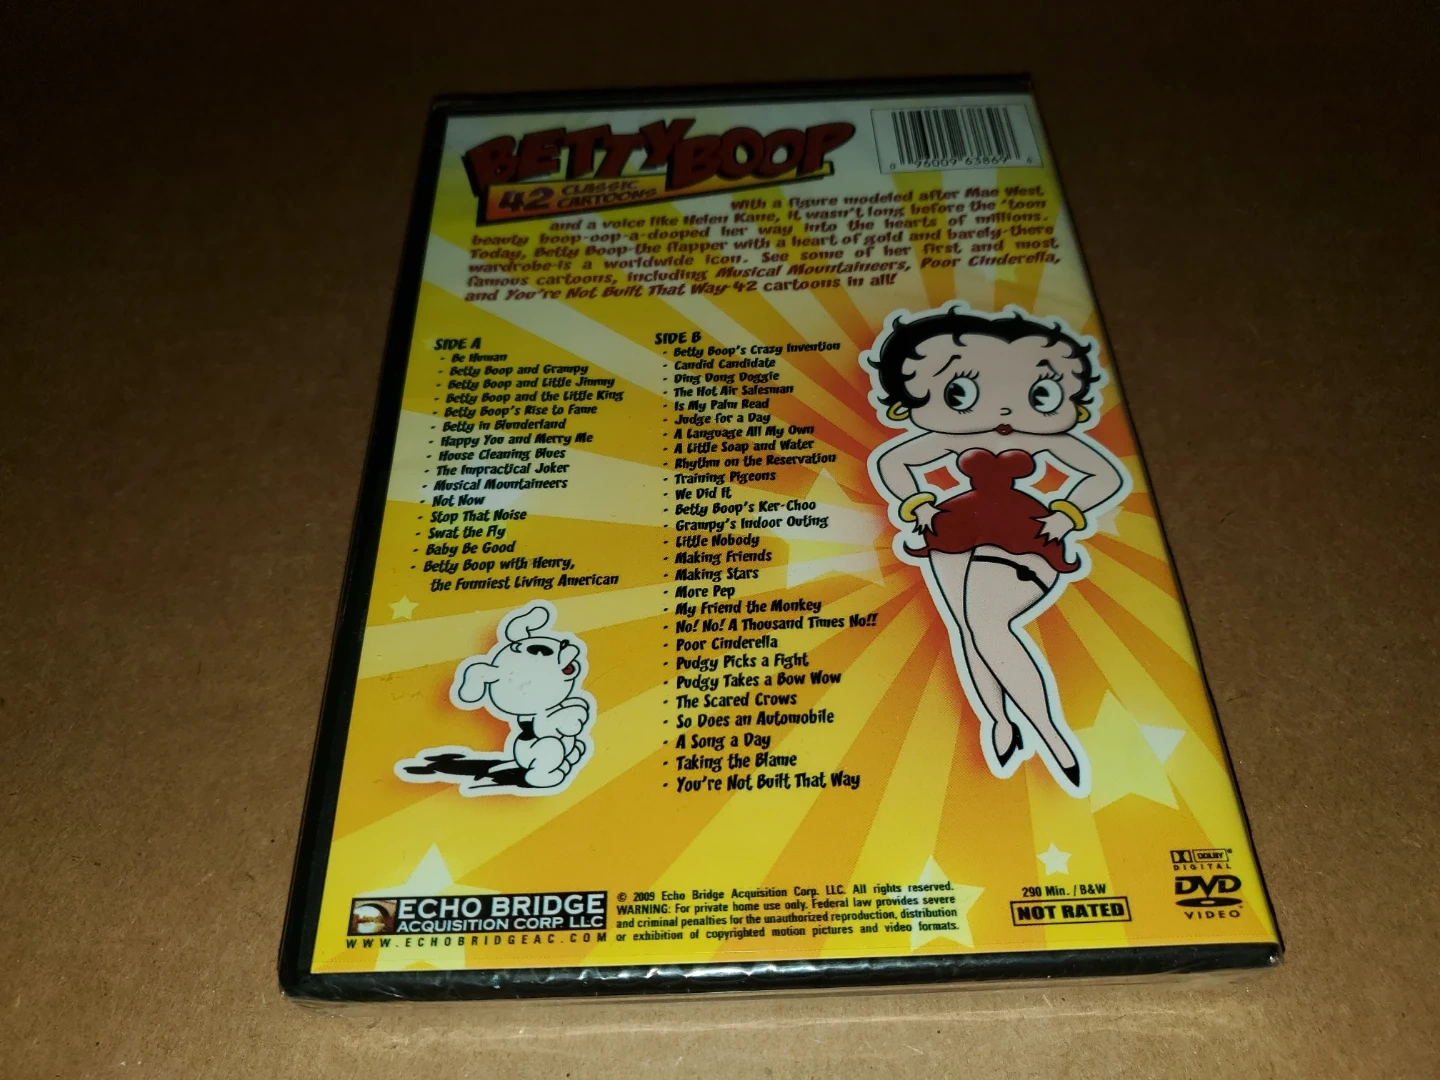 BETTY BOOP
42 CLASSIC CARTOONS
0 96009 63869 6
With a figure modeled after Mae West
and a voice like Helen Kane, it wasn't long before the 'toon
beauty boop-oop-a-dooped her way into the hearts of millions.
Today, Betty Boop-the flapper with a heart of gold and barely-there
wardrobe-is a worldwide icon. See some of her first and most
famous cartoons, including Musical Mountaineers, Poor Cinderella,
and You're Not Built That Way-42 cartoons in all!
SIDE A
- Be Human
- Betty Boop and Grampy
- Betty Boop and Little Jimmy
- Betty Boop and the Little King
- Betty Boop's Rise to Fame
- Betty in Blunderland
- Happy You and Merry Me
- House Cleaning Blues
- The Impractical Joker
- Musical Mountaineers
- Not Now
- Stop That Noise
- Swat the Fly
- Baby Be Good
- Betty Boop with Henry,
the Funniest Living American
SIDE B
- Betty Boop's Crazy Invention
- Candid Candidate
- Ding Dong Doggie
- The Hot Air Salesman
- Is My Palm Read
- Judge for a Day
- A Language All My Own
- A Little Soap and Water
- Rhythm on the Reservation
- Training Pigeons
- We Did It
- Betty Boop's Ker-Choo
- Grampy's Indoor Outing
- Little Nobody
- Making Friends
- Making Stars
- More Pep
- My Friend the Monkey
- No! No! A Thousand Times No!!
- Poor Cinderella
- Pudgy Picks a Fight
- Pudgy Takes a Bow Wow
- The Scared Crows
- So Does an Automobile
- A Song a Day
- Taking the Blame
- You're Not Built That Way
ECHO BRIDGE
ACQUISITION CORP. LLC
WWW.ECHOBRIDGEAC.COM
© 2009 Echo Bridge Acquisition Corp. LLC. All rights reserved.
WARNING: For private home use only. Federal law provides severe
and criminal penalties for the unauthorized reproduction, distribution
or exhibition of copyrighted motion pictures and video formats.
290 Min. / B&W
NOT RATED
DOLBY
DIGITAL
DVD
VIDEO